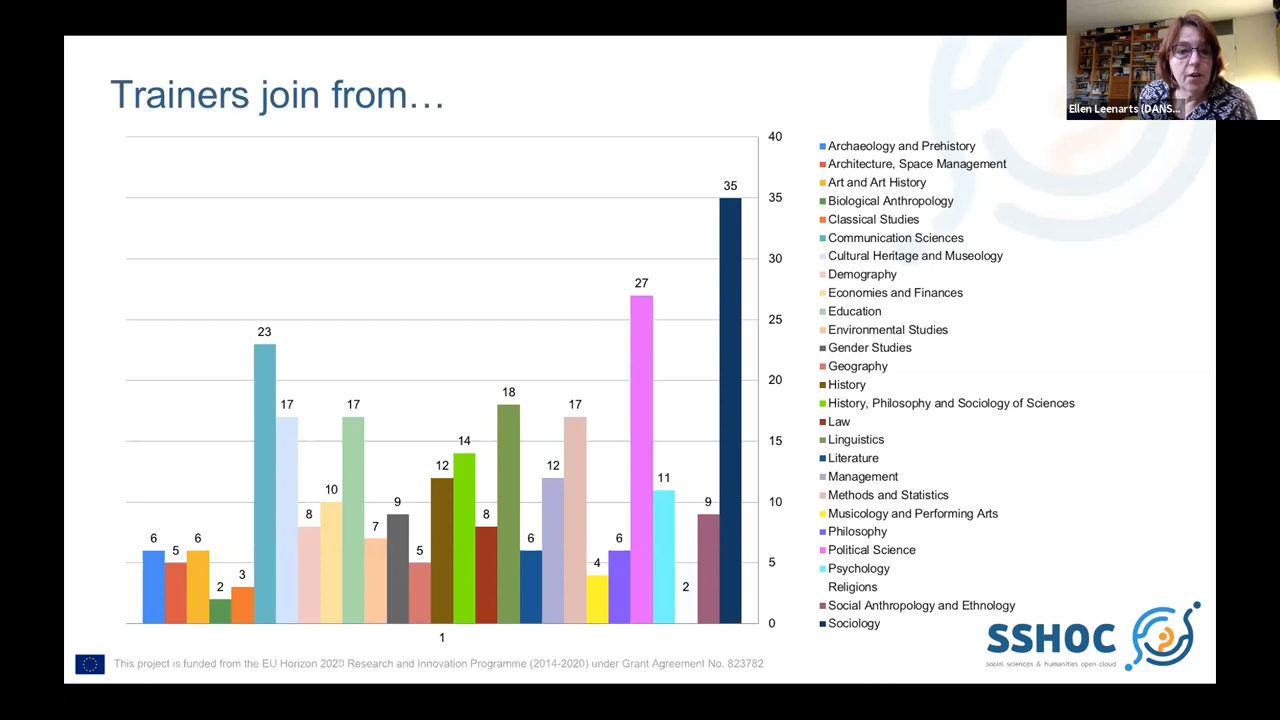 Ellen Leenarts (DANS...
Trainers join from…
40
35
30
25
20
15
10
5
0
6
5
6
2
3
23
17
8
10
17
7
9
5
12
14
8
18
6
12
17
4
6
27
11
2
9
35
1
Archaeology and Prehistory
Architecture, Space Management
Art and Art History
Biological Anthropology
Classical Studies
Communication Sciences
Cultural Heritage and Museology
Demography
Economies and Finances
Education
Environmental Studies
Gender Studies
Geography
History
History, Philosophy and Sociology of Sciences
Law
Linguistics
Literature
Management
Methods and Statistics
Musicology and Performing Arts
Philosophy
Political Science
Psychology
Religions
Social Anthropology and Ethnology
Sociology
SSHOC
social sciences & humanities open cloud
This project is funded from the EU Horizon 2020 Research and Innovation Programme (2014-2020) under Grant Agreement No. 823782